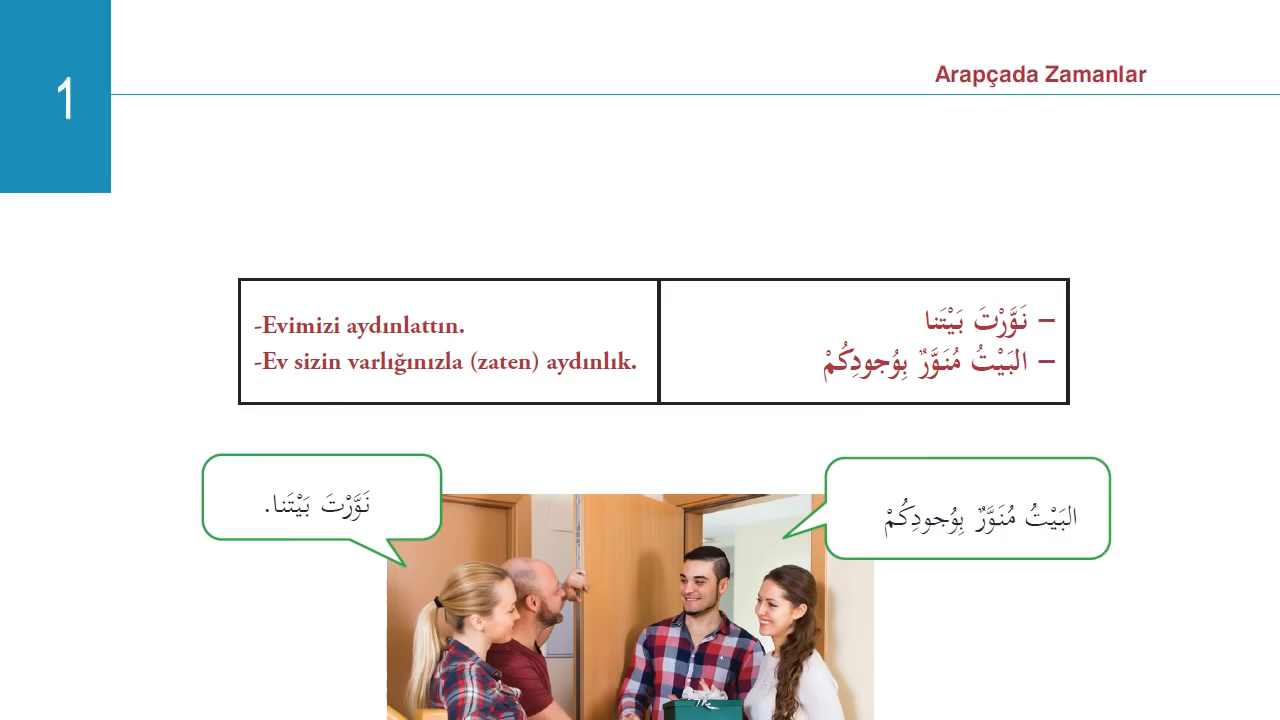 1
Arapçada Zamanlar
-Evimizi aydınlattın.
-Ev sizin varlığınızla (zaten) aydınlık.
– نَوَّرْتَ بَيْتَنا
– البَيْتُ مُنَوَّرٌ بِوُجودِكُمْ
نَوَّرْتَ بَيْتَنا.
البَيْتُ مُنَوَّرٌ بِوُجودِكُمْ